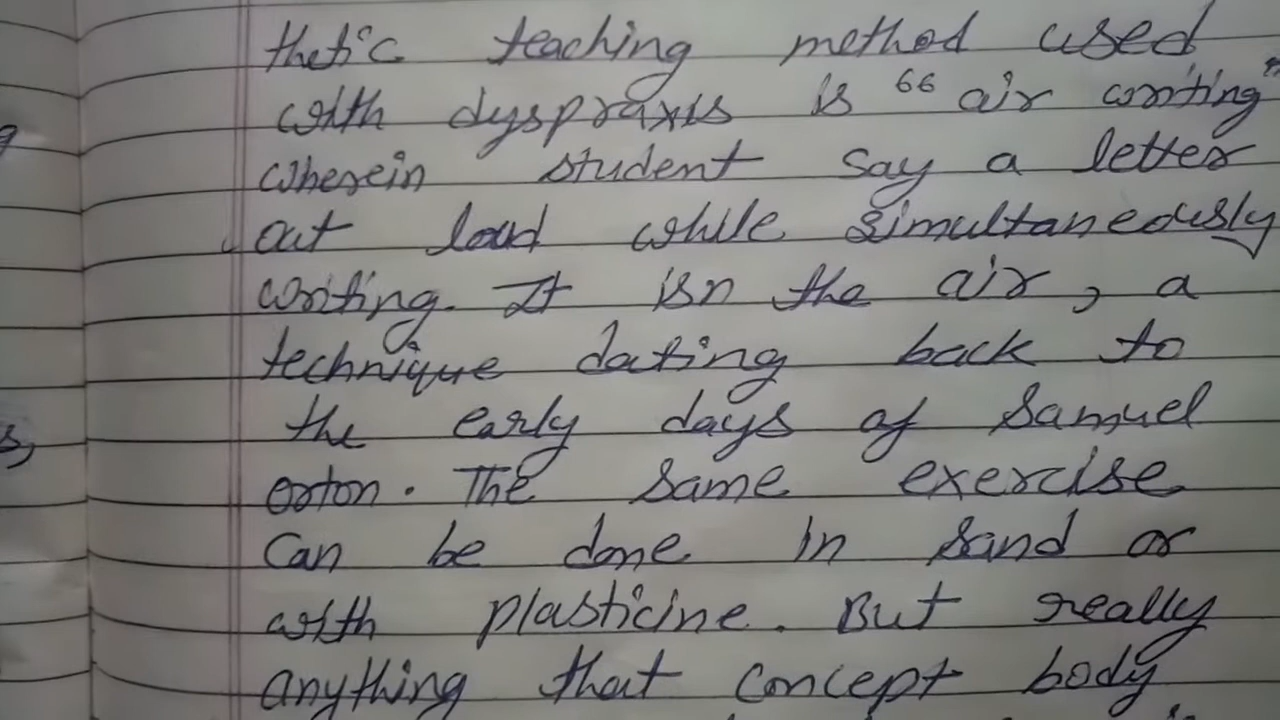 thetic teaching method used
with dyspraxis is "air writing"
wherein student say a letter
out loud while simultaneously
writing. It isn the air, a
technique dating back to
the early days of Samuel
orton. The same exercise
can be done in sand or
with plasticine. But really
anything that concept body